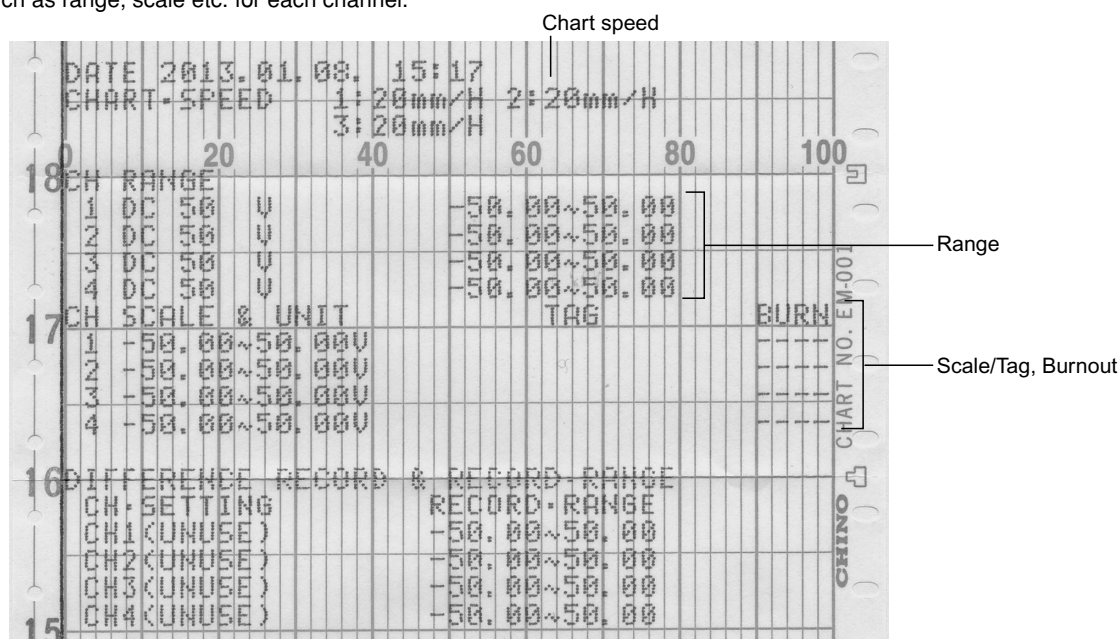 ch as range, scale etc. for each channel.
Chart speed
DATE 2013.01.08. 15:17
CHART·SPEED 1:20mm/H 2:20mm/H
3:20mm/H
0 20 40 60 80 100
18
CH RANGE
1 DC 50 V -50.00~50.00
2 DC 50 V -50.00~50.00
3 DC 50 V -50.00~50.00
4 DC 50 V -50.00~50.00
Range
17
CH SCALE & UNIT TAG BURN
1 -50.00~50.00V ----
2 -50.00~50.00V ----
3 -50.00~50.00V ----
4 -50.00~50.00V ----
Scale/Tag, Burnout
CHART NO. EM-001
16
DIFFERENCE RECORD & RECORD·RANGE
CH·SETTING RECORD·RANGE
CH1(UNUSE) -50.00~50.00
CH2(UNUSE) -50.00~50.00
CH3(UNUSE) -50.00~50.00
CH4(UNUSE) -50.00~50.00
CHINO
15